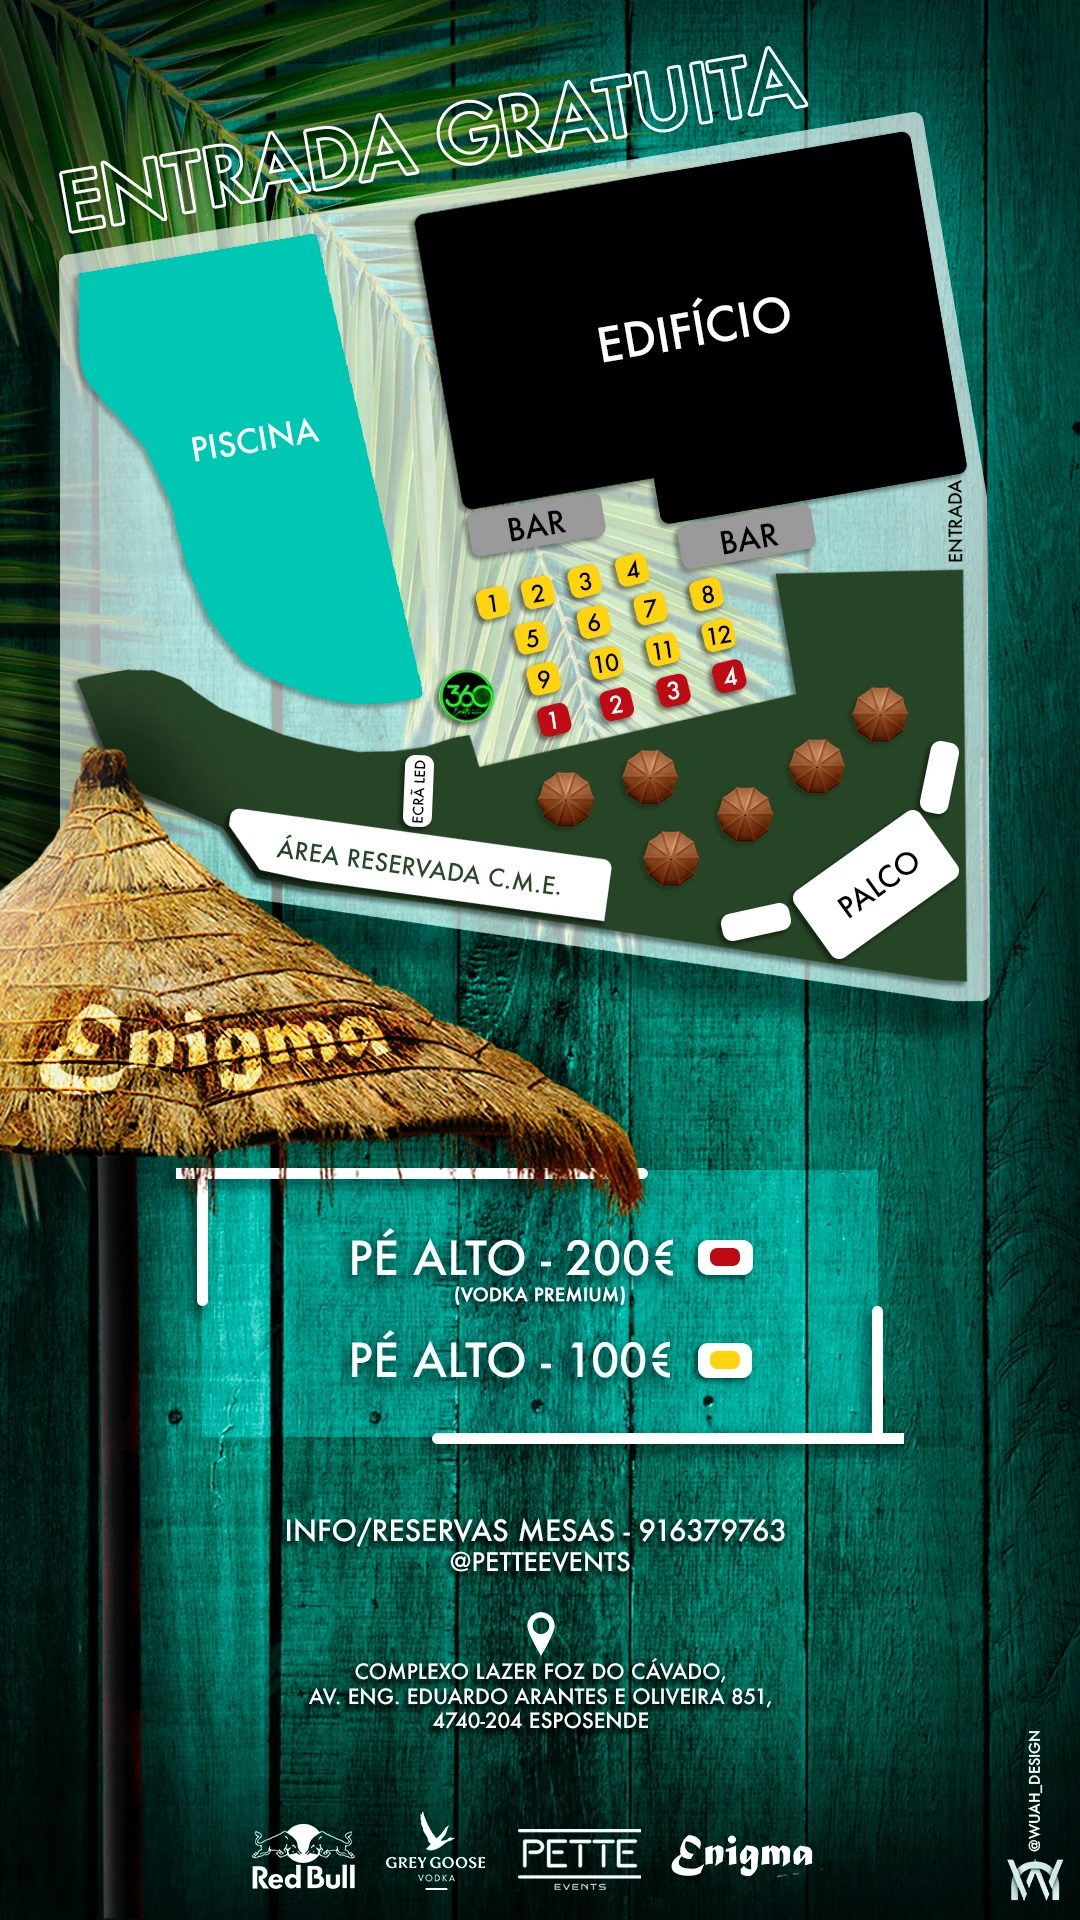 ENTRADA GRATUITA
EDIFÍCIO
PISCINA
ENTRADA
BAR
BAR
1 2 3 4
5 6 7 8
9 10 11 12
1 2 3 4
360
ECRÃ LED
ÁREA RESERVADA C.M.E.
PALCO
Enigma
PÉ ALTO - 200€
(VODKA PREMIUM)
PÉ ALTO - 100€
INFO/RESERVAS MESAS - 916379763
@PETTEEVENTS
COMPLEXO LAZER FOZ DO CÁVADO,
AV. ENG. EDUARDO ARANTES E OLIVEIRA 851,
4740-204 ESPOSENDE
@WUAH_DESIGN
Red Bull
GREY GOOSE
VODKA
PETTE
EVENTS
Enigma